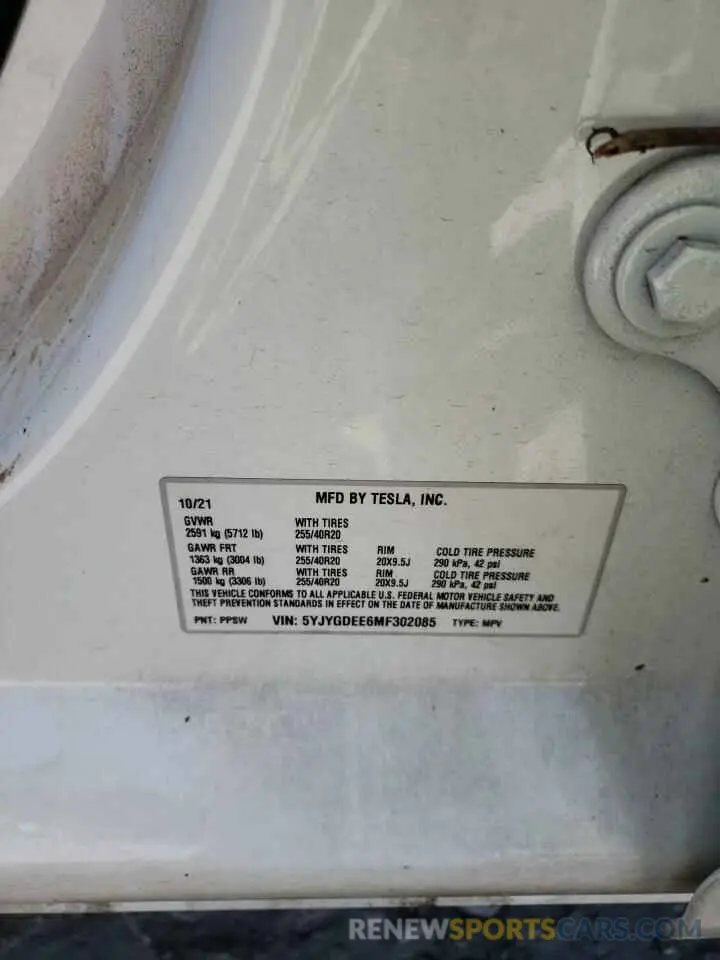 10/21 MFD BY TESLA, INC.
GVWR WITH TIRES
2591 kg (5712 lb) 255/40R20
GAWR FRT WITH TIRES RIM COLD TIRE PRESSURE
1363 kg (3004 lb) 255/40R20 20X9.5J 290 kPa, 42 psi
GAWR RR WITH TIRES RIM COLD TIRE PRESSURE
1500 kg (3306 lb) 255/40R20 20X9.5J 290 kPa, 42 psi
THIS VEHICLE CONFORMS TO ALL APPLICABLE U.S. FEDERAL MOTOR VEHICLE SAFETY AND
THEFT PREVENTION STANDARDS IN EFFECT ON THE DATE OF MANUFACTURE SHOWN ABOVE.
PNT: PPSW VIN: 5YJYGDEE6MF302085 TYPE: MPV
RENEWSPORTSCARS.COM